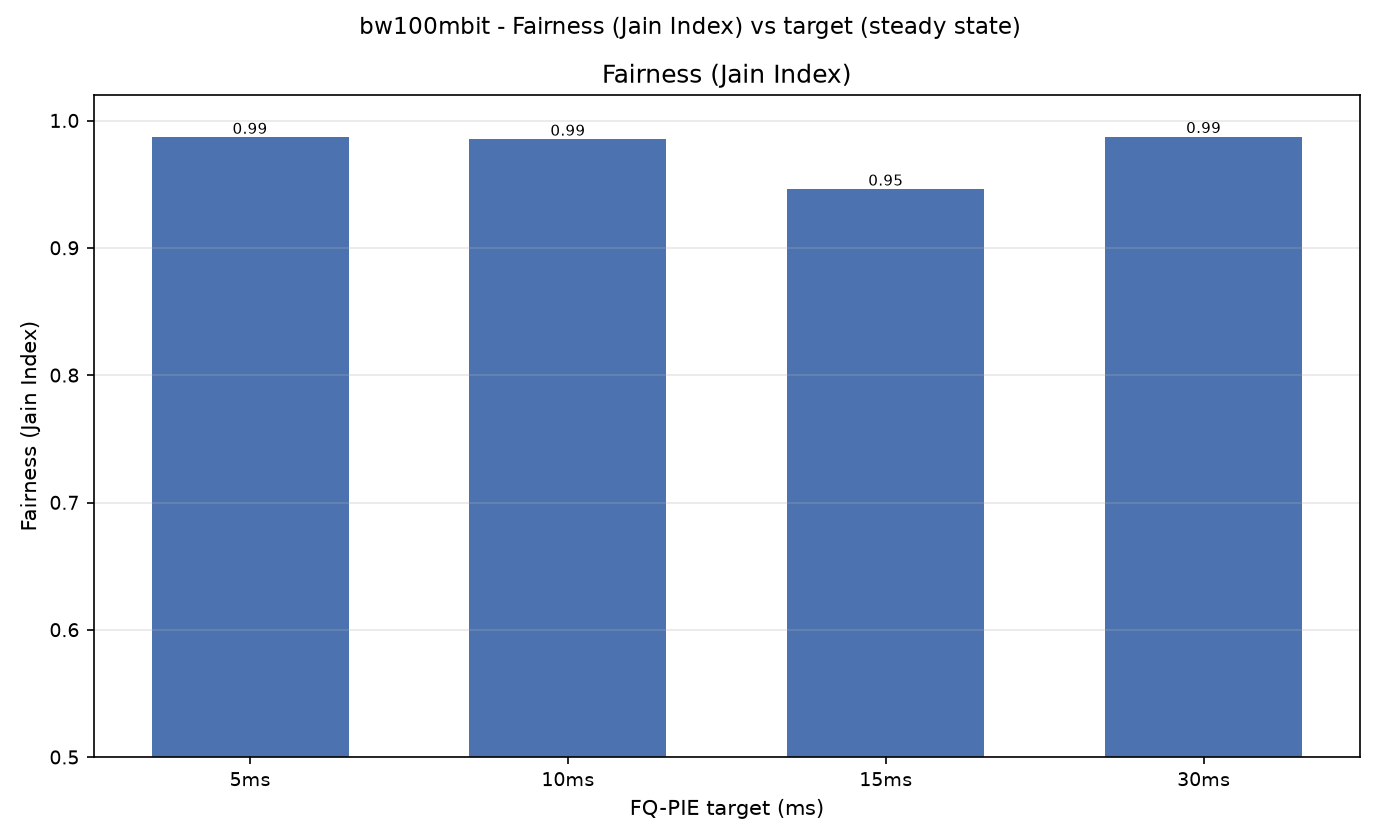 bw100mbit - Fairness (Jain Index) vs target (steady state)
Fairness (Jain Index)
Fairness (Jain Index)
1.0
0.9
0.8
0.7
0.6
0.5
0.99
0.99
0.95
0.99
5ms
10ms
15ms
30ms
FQ-PIE target (ms)